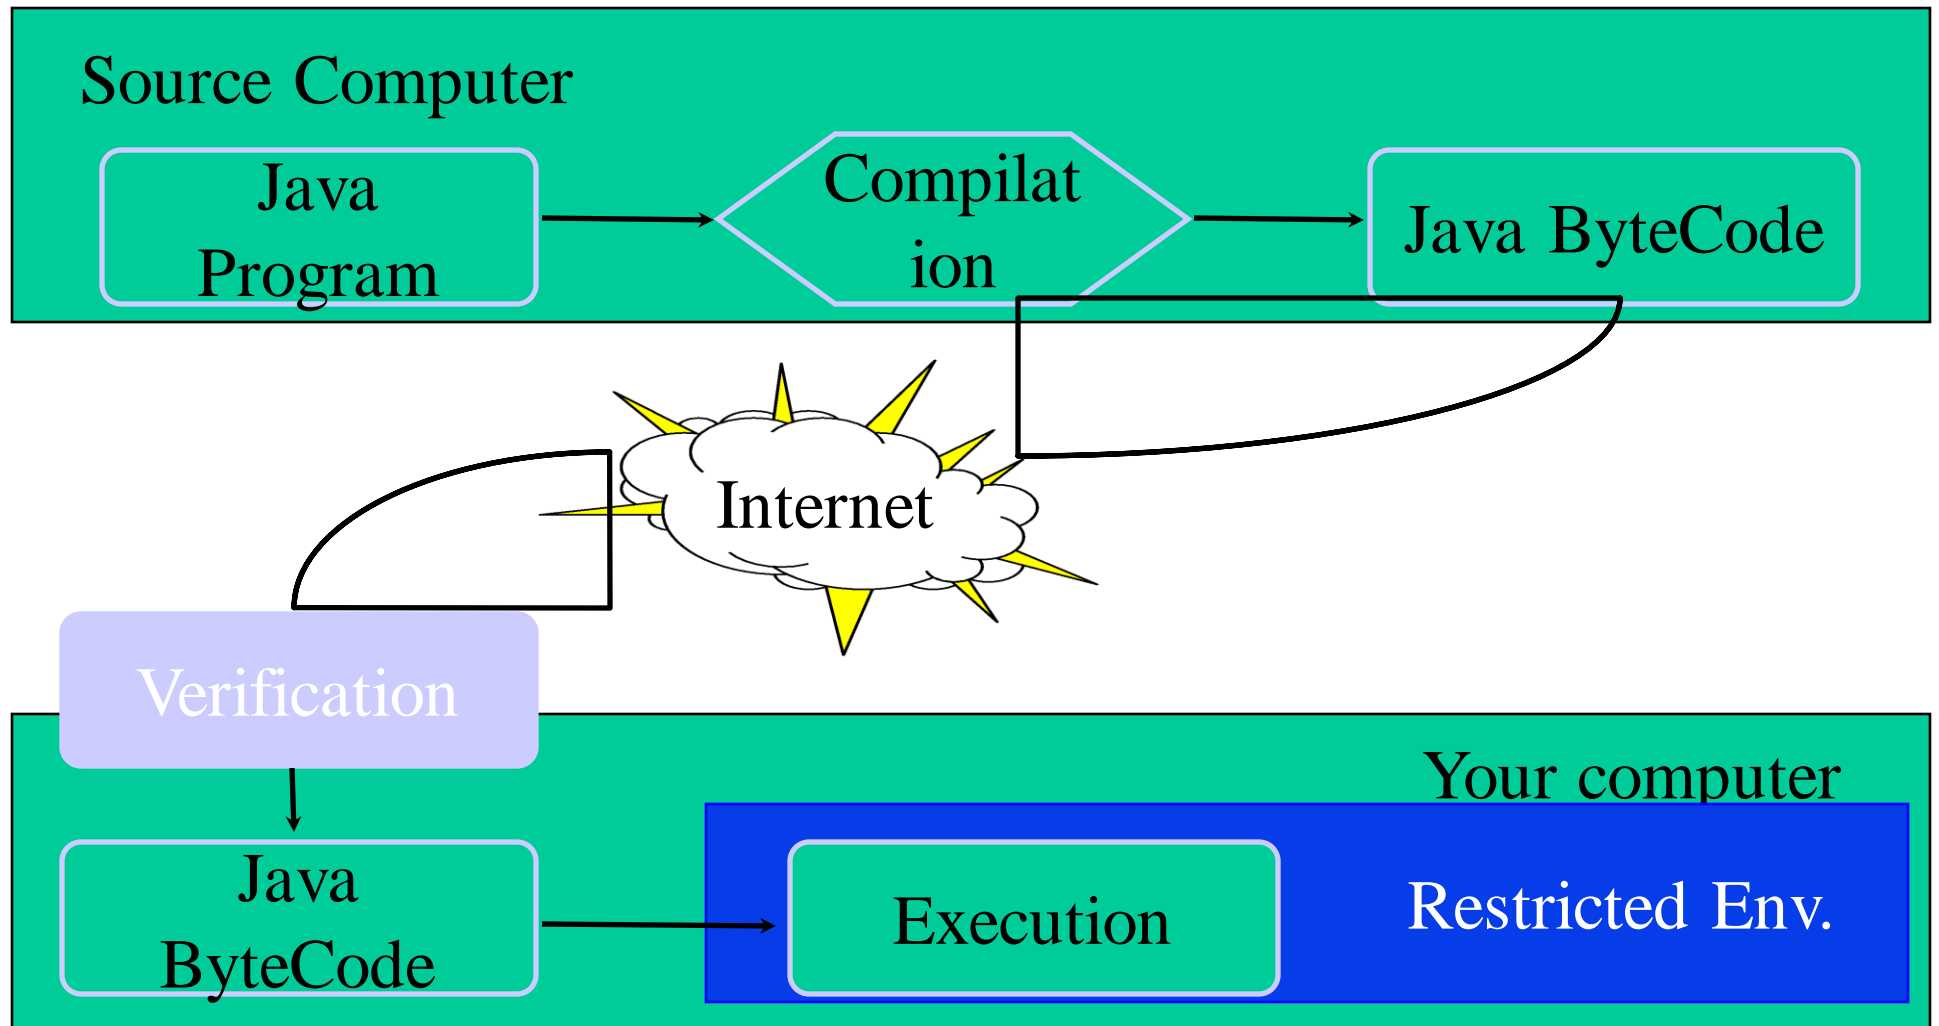 Source Computer
Java
Program
Compilat
ion
Java ByteCode
Internet
Verification
Your computer
Java
ByteCode
Execution
Restricted Env.